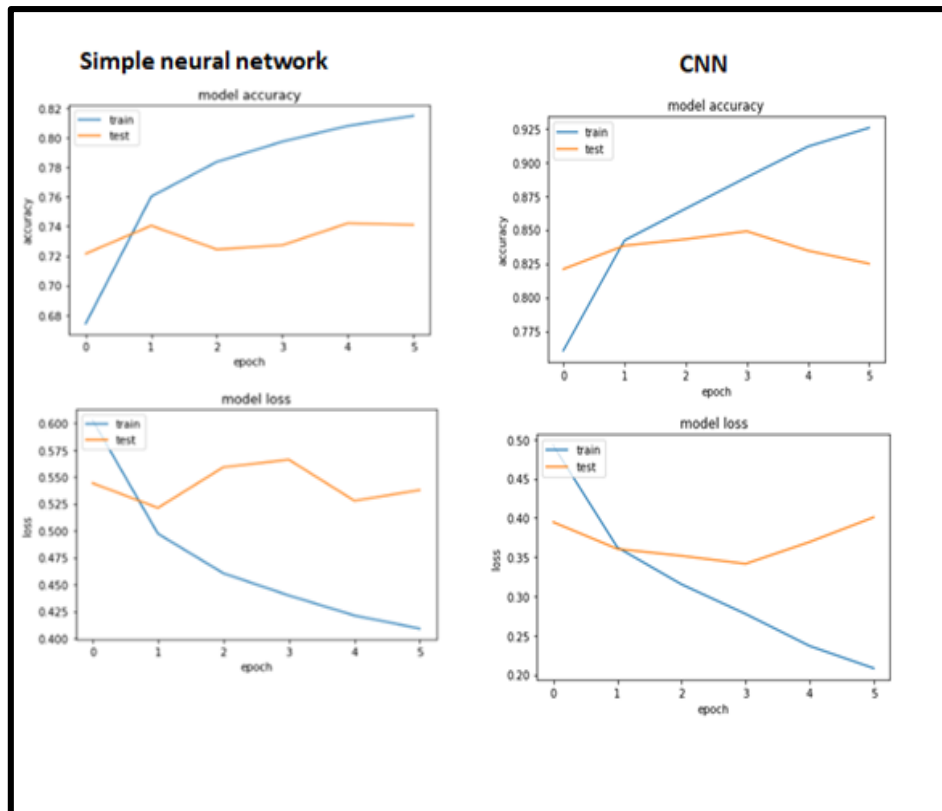 Simple neural network
model accuracy
0.82
0.80
0.78
0.76
0.74
0.72
0.68
accuracy
train
test
0
1
2
3
4
5
epoch
model loss
0.600
0.575
0.550
0.525
0.500
0.475
0.450
0.425
0.400
loss
train
test
0
1
2
3
4
5
epoch
CNN
model accuracy
0.925
0.900
0.875
0.850
0.825
0.800
0.775
accuracy
train
test
0
1
2
3
4
5
epoch
model loss
0.50
0.45
0.40
0.35
0.30
0.25
0.20
loss
train
test
0
1
2
3
4
5
epoch